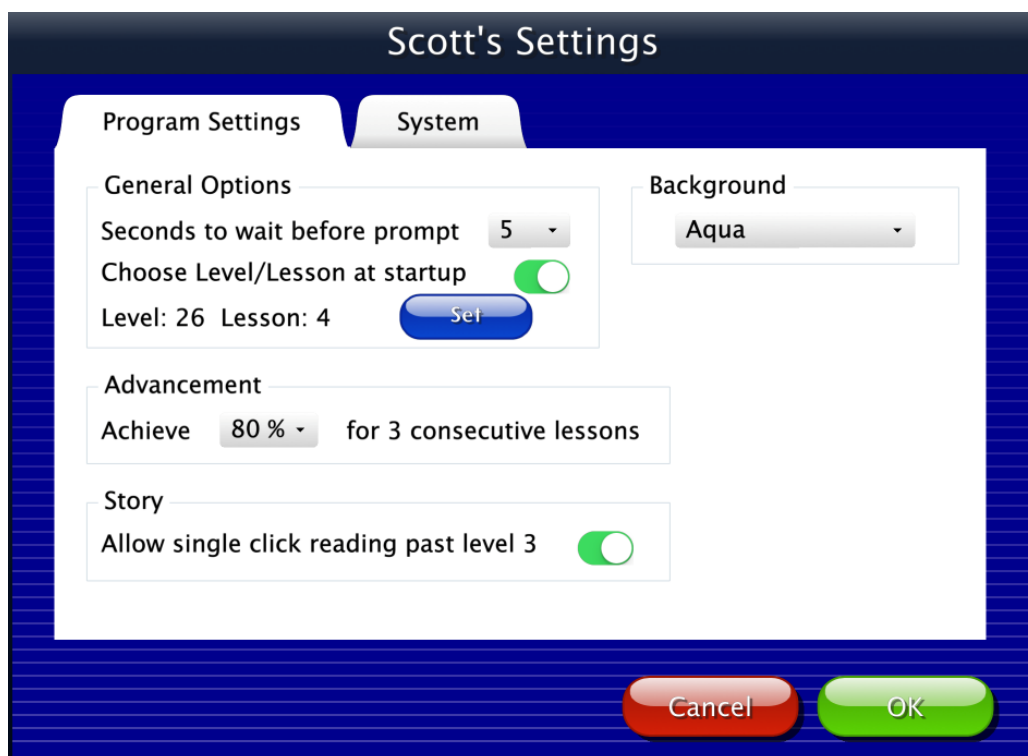 Scott's Settings
Program Settings
System
General Options
Seconds to wait before prompt 5
Choose Level/Lesson at startup
Level: 26 Lesson: 4 Set
Background
Aqua
Advancement
Achieve 80 % for 3 consecutive lessons
Story
Allow single click reading past level 3
Cancel
OK